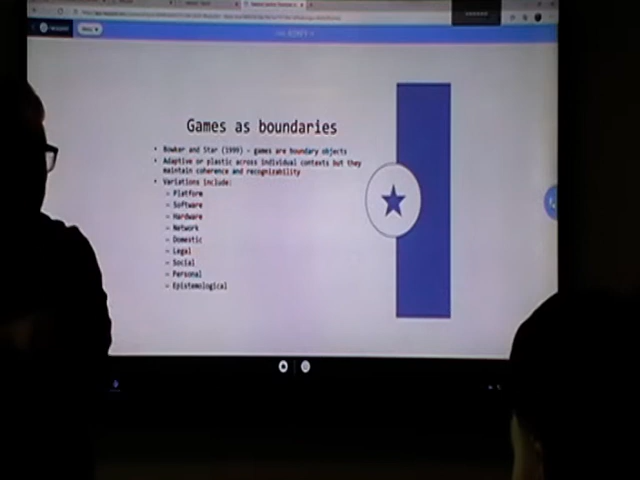 Games as boundaries
• Bowker and Star (1999) – games are boundary objects
• Adaptive or plastic across individual contexts but they
maintain coherence and recognizability
• Variations include:
– Platform
– Software
– Hardware
– Network
– Domestic
– Legal
– Social
– Personal
– Epistemological